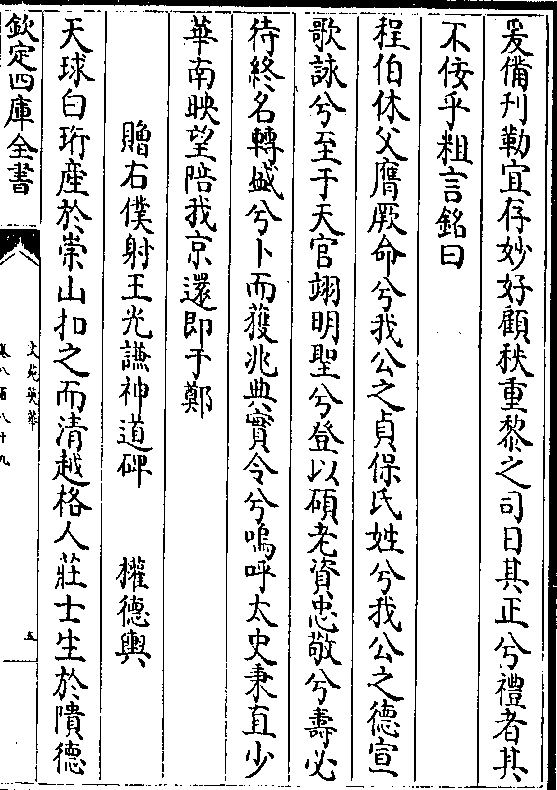 爰備刋勒宜存妙好顧秩重黎之司日其正兮禮者其
不佞乎粗言銘曰
程伯休父膺厥命兮我公之貞保氏姓兮我公之德宣
歌詠兮至于天官翊明聖兮登以碩老資忠敬兮壽必
待終名轉盛兮卜而獲兆典實令兮嗚呼太史秉直少
華南映望陪我京還即于鄭
贈右僕射王光謙神道碑 權德輿
天球白珩産於崇山扣之而清越格人莊士生於隤德
欽定四庫全書
文苑英華
卷八百八十九
五